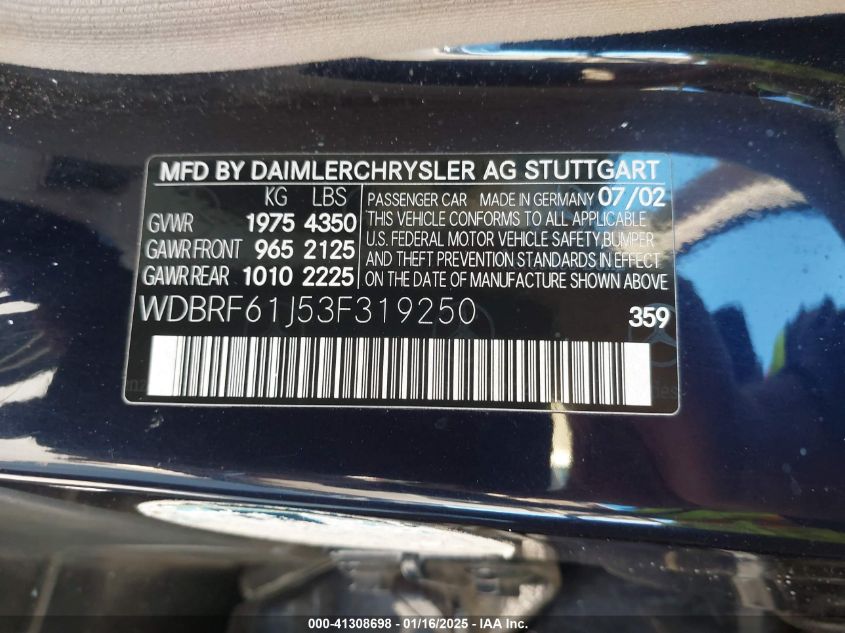 MFD BY DAIMLERCHRYSLER AG STUTTGART
KG LBS
GVWR 1975 4350
GAWR FRONT 965 2125
GAWR REAR 1010 2225
PASSENGER CAR MADE IN GERMANY 07/02
THIS VEHICLE CONFORMS TO ALL APPLICABLE
U.S. FEDERAL MOTOR VEHICLE SAFETY, BUMPER
AND THEFT PREVENTION STANDARDS IN EFFECT
ON THE DATE OF MANUFACTURE SHOWN ABOVE
WDBRF61J53F319250
359
000-41308698 - 01/16/2025 - IAA